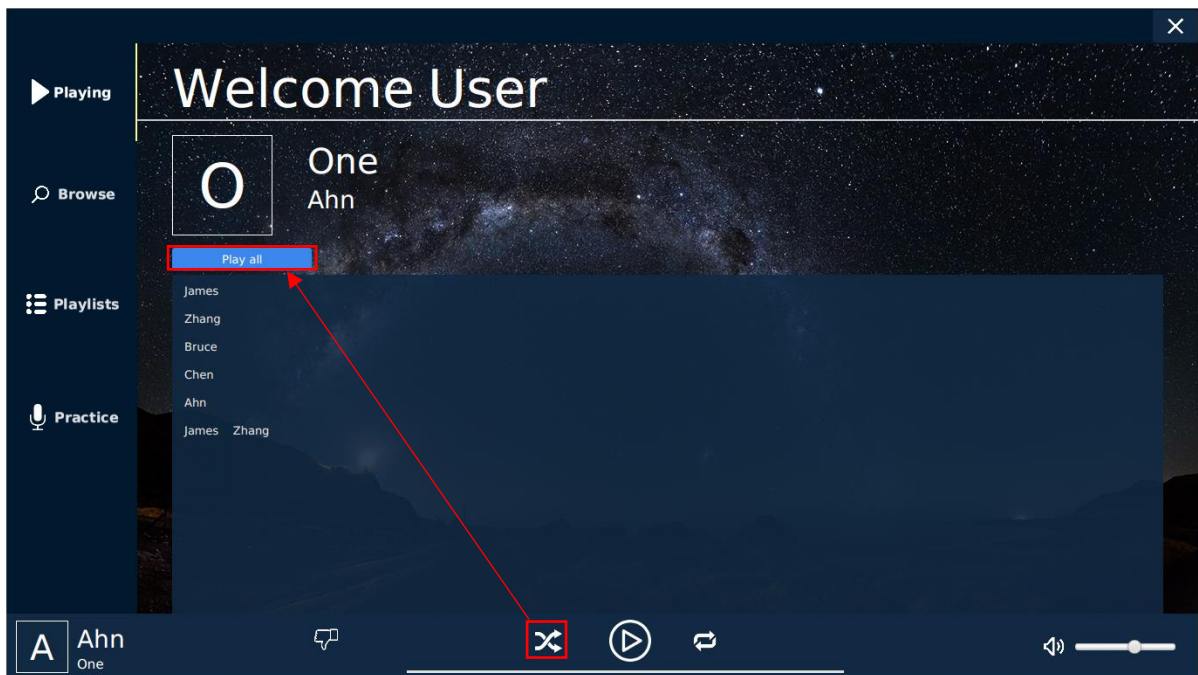 Welcome User
Playing
O
One
Ahn
Browse
Play all
James
Zhang
Bruce
Chen
Ahn
James Zhang
Playlists
Practice
A
Ahn
One